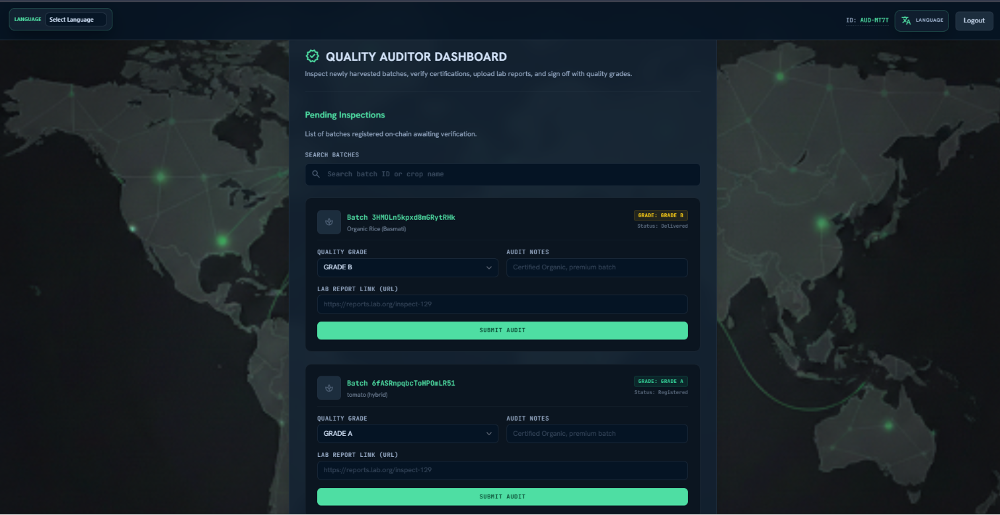 LANGUAGE Select Language
ID: AUD-MT7T
LANGUAGE
Logout
QUALITY AUDITOR DASHBOARD
Inspect newly harvested batches, verify certifications, upload lab reports, and sign off with quality grades.
Pending Inspections
List of batches registered on-chain awaiting verification.
SEARCH BATCHES
Search batch ID or crop name
Batch 3HMOLn5kpxd8mGRytRHk
Organic Rice (Basmati)
GRADE: GRADE B
Status: Delivered
QUALITY GRADE
GRADE B
AUDIT NOTES
Certified Organic, premium batch
LAB REPORT LINK (URL)
https://reports.lab.org/inspect-129
SUBMIT AUDIT
Batch 6fASRnpqbcToHPOmLR51
tomato (hybrid)
GRADE: GRADE A
Status: Registered
QUALITY GRADE
GRADE A
AUDIT NOTES
Certified Organic, premium batch
LAB REPORT LINK (URL)
https://reports.lab.org/inspect-129
SUBMIT AUDIT